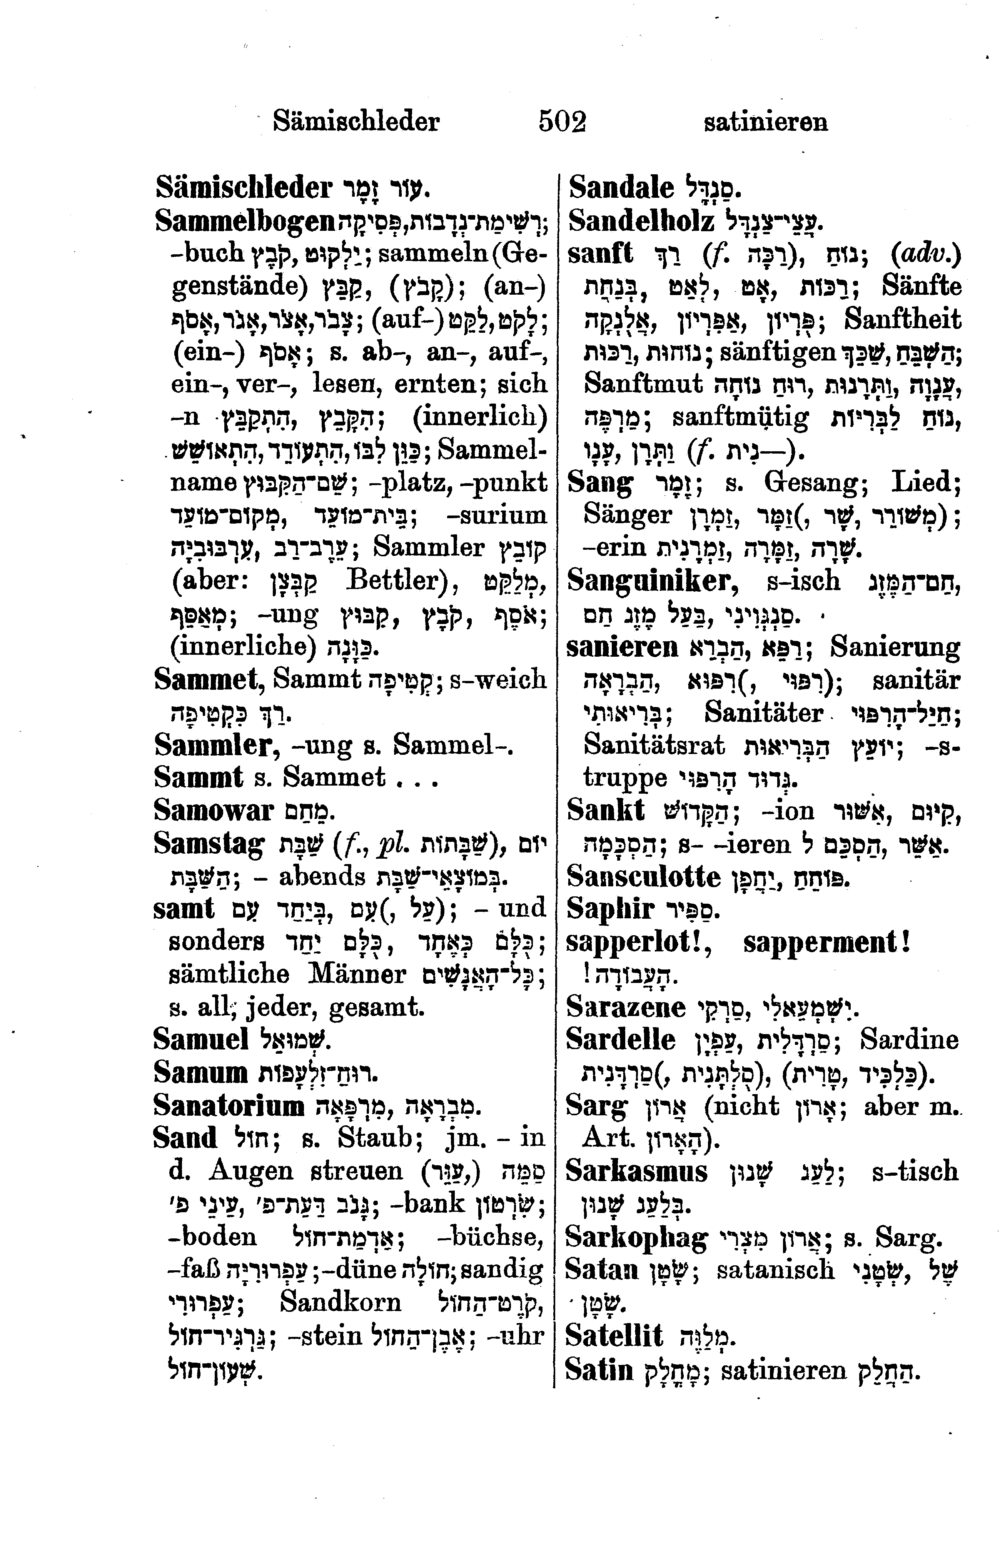 Sämischleder 502 satinieren
Sämischleder עוֹר זָמָר.
Sammelbogen רְשִׁימַת־נְדָבוֹת, פְּסִיקָה;
-buch יַלְקוּט, קֹבֶץ; sammeln (Ge-
genstände) קַבֵּץ, (קָבֹץ); (an-)
צָבֹר, אָצֹר, אָגֹר, אָסֹף; (auf-) לָקֹט, לַקֵּט;
(ein-) אָסֹף; s. ab-, an-, auf-,
ein-, ver-, lesen, ernten; sich
-n הִקָּבֵץ, הִתְקַבֵּץ; (innerlich)
כַּוֵּן לִבּוֹ, הִתְעוֹדֵד, הִתְאוֹשֵׁשׁ; Sammel-
name שֵׁם־הַקִּבּוּץ; -platz, -punkt
בֵּית־מוֹעֵד, מְקוֹם־מוֹעֵד; -surium
עֵרֶב־רַב, עִרְבּוּבִיָּה; Sammler קוֹבֵץ
(aber: קַבְּצָן Bettler), מְלַקֵּט,
מְאַסֵּף; -ung אֹסֶף, קֹבֶץ, קִבּוּץ;
(innerliche) כַּוָּנָה.
Sammet, Sammt קְטִיפָה; s-weich
רַךְ כִּקְטִיפָה.
Sammler, -ung s. Sammel-.
Sammt s. Sammet . . .
Samowar מֵחַם.
Samstag שַׁבָּת (f., pl. שַׁבָּתוֹת), יוֹם
הַשַּׁבָּת; - abends בְּמוֹצָאֵי־שַׁבָּת.
samt עִם (, עַל), בְּיַחַד עִם; - und
sonders כֻּלָּם כְּאֶחָד, כֻּלָּם יַחַד;
sämtliche Männer כָּל־הָאֲנָשִׁים;
s. all, jeder, gesamt.
Samuel שְׁמוּאֵל.
Samum רוּחַ־זִלְעָפוֹת.
Sanatorium מִבְרָאָה, מִרְפָּאָה.
Sand חוֹל; s. Staub; jm. - in
d. Augen streuen סַמֵּה (, עַוֵּר)
עֵינֵי פ', גָּנֹב דַּעַת־פ'; -bank שִׂרְטוֹן;
-boden אַדְמַת־חוֹל; -büchse,
-faß עַפְרוּרִיָּה; -düne חוֹלָה; sandig
עַפְרוּרִי; Sandkorn קֹרֶט־הַחוֹל,
גַּרְגִּיר־חוֹל; -stein אֶבֶן־הַחוֹל; -uhr
שְׁעוֹן־חוֹל.
Sandale סַנְדָּל.
Sandelholz עֲצֵי־צַנְדָּל.
sanft רַךְ (f. רַכָּה), נוֹחַ; (adv.)
בְּנַחַת, לְאַט, אָט, רַכּוֹת; Sänfte
פִּרְיוֹן, אַפִּרְיוֹן, אֲלֻנְקָה; Sanftheit
נוֹחוּת, רַכּוּת; sänftigen הַשְׁבֵּחַ, שַׁכֵּךְ;
Sanftmut עֲנָוָה, וַתְּרָנוּת, רוּחַ נוֹחָה,
מַרְפֵּה; sanftmütig נוֹחַ לַבְּרִיּוֹת,
עָנָו, וַתְּרָן (f. —נִית).
Sang זָמָר; s. Gesang; Lied;
Sänger זַמְרָן, זַמָּר (, שָׁר, מְשׁוֹרֵר);
-erin זַמְרָנִית, זַמָּרָה, שָׁרָה.
Sanguiniker, s-isch חַם־הַמֶּזֶג,
סַנְגְּוִינִי, בַּעַל מֶזֶג חַם.
sanieren רַפֵּא, הַבְרֵא; Sanierung
הַבְרָאָה, רִפּוּא (, רִפּוּי); sanitär
בְּרִיאוּתִי; Sanitäter חַיַּל־הָרִפּוּי;
Sanitätsrat יוֹעֵץ הַבְּרִיאוּת; -s-
truppe גְּדוּד הָרִפּוּי.
Sankt הַקָּדוֹשׁ; -ion קִיּוּם, אִשּׁוּר,
הַסְכָּמָה; s- -ieren אַשֵּׁר, הַסְכֵּם לְ.
Sansculotte פּוֹחֵחַ, יַחֲפָן.
Saphir סַפִּיר.
sapperlot!, sapperment!
הָעֲבוֹדָה!
Sarazene יִשְׁמְעֵאלִי, סַרְקִי.
Sardelle סַרְדֵּלִית, עַפְיָן; Sardine
סַרְדִּנִית (, סֻלְתָּנִית), (טָרִית, כִּלְכִּיד).
Sarg אֲרוֹן (nicht אָרוֹן; aber m.
Art. הָאָרוֹן).
Sarkasmus לַעַג שָׁנוּן; s-tisch
בְּלַעַג שָׁנוּן.
Sarkophag אֲרוֹן מִצְרִי; s. Sarg.
Satan שָׂטָן; satanisch שְׂטָנִי, שֶׁל
שָׂטָן.
Satellit מְלַוֶּה.
Satin מָחֳלָק; satinieren הַחֲלֵק.